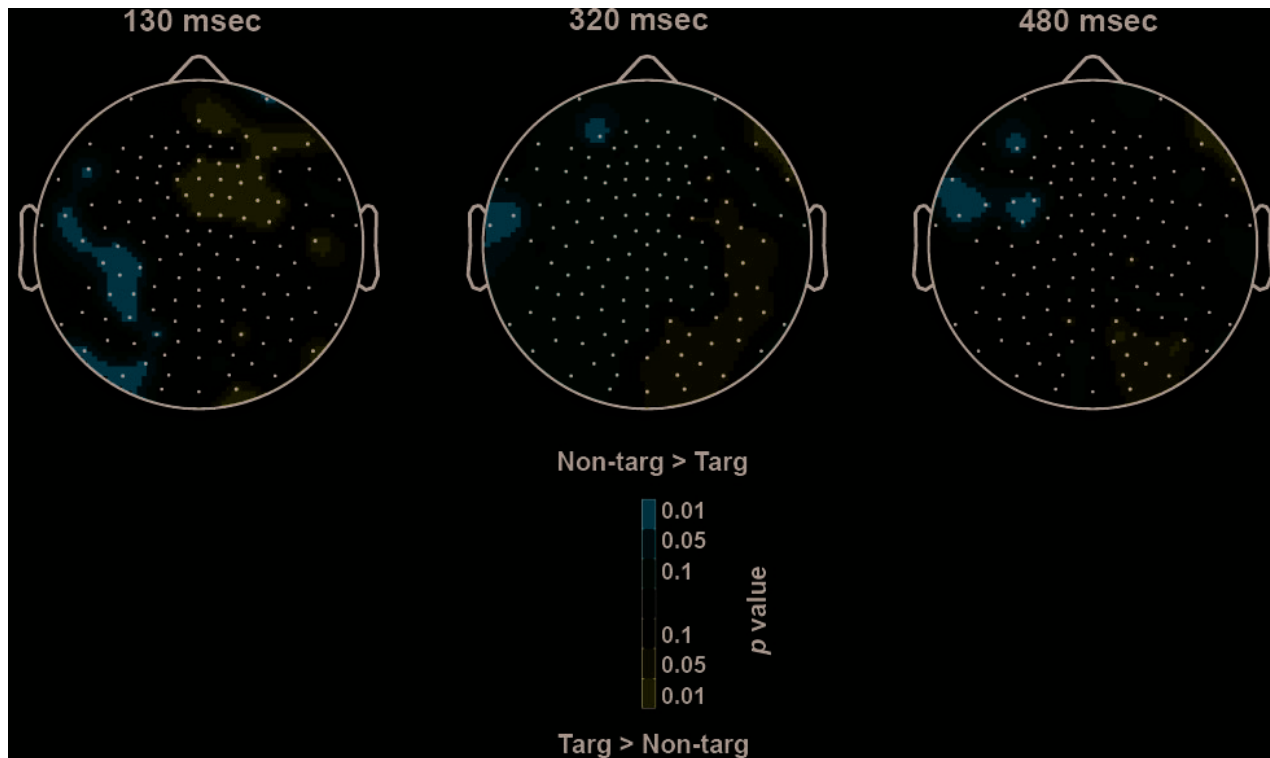 130 msec
320 msec
480 msec
Non-targ > Targ
0.01
0.05
0.1
0.1
0.05
0.01
p value
Targ > Non-targ